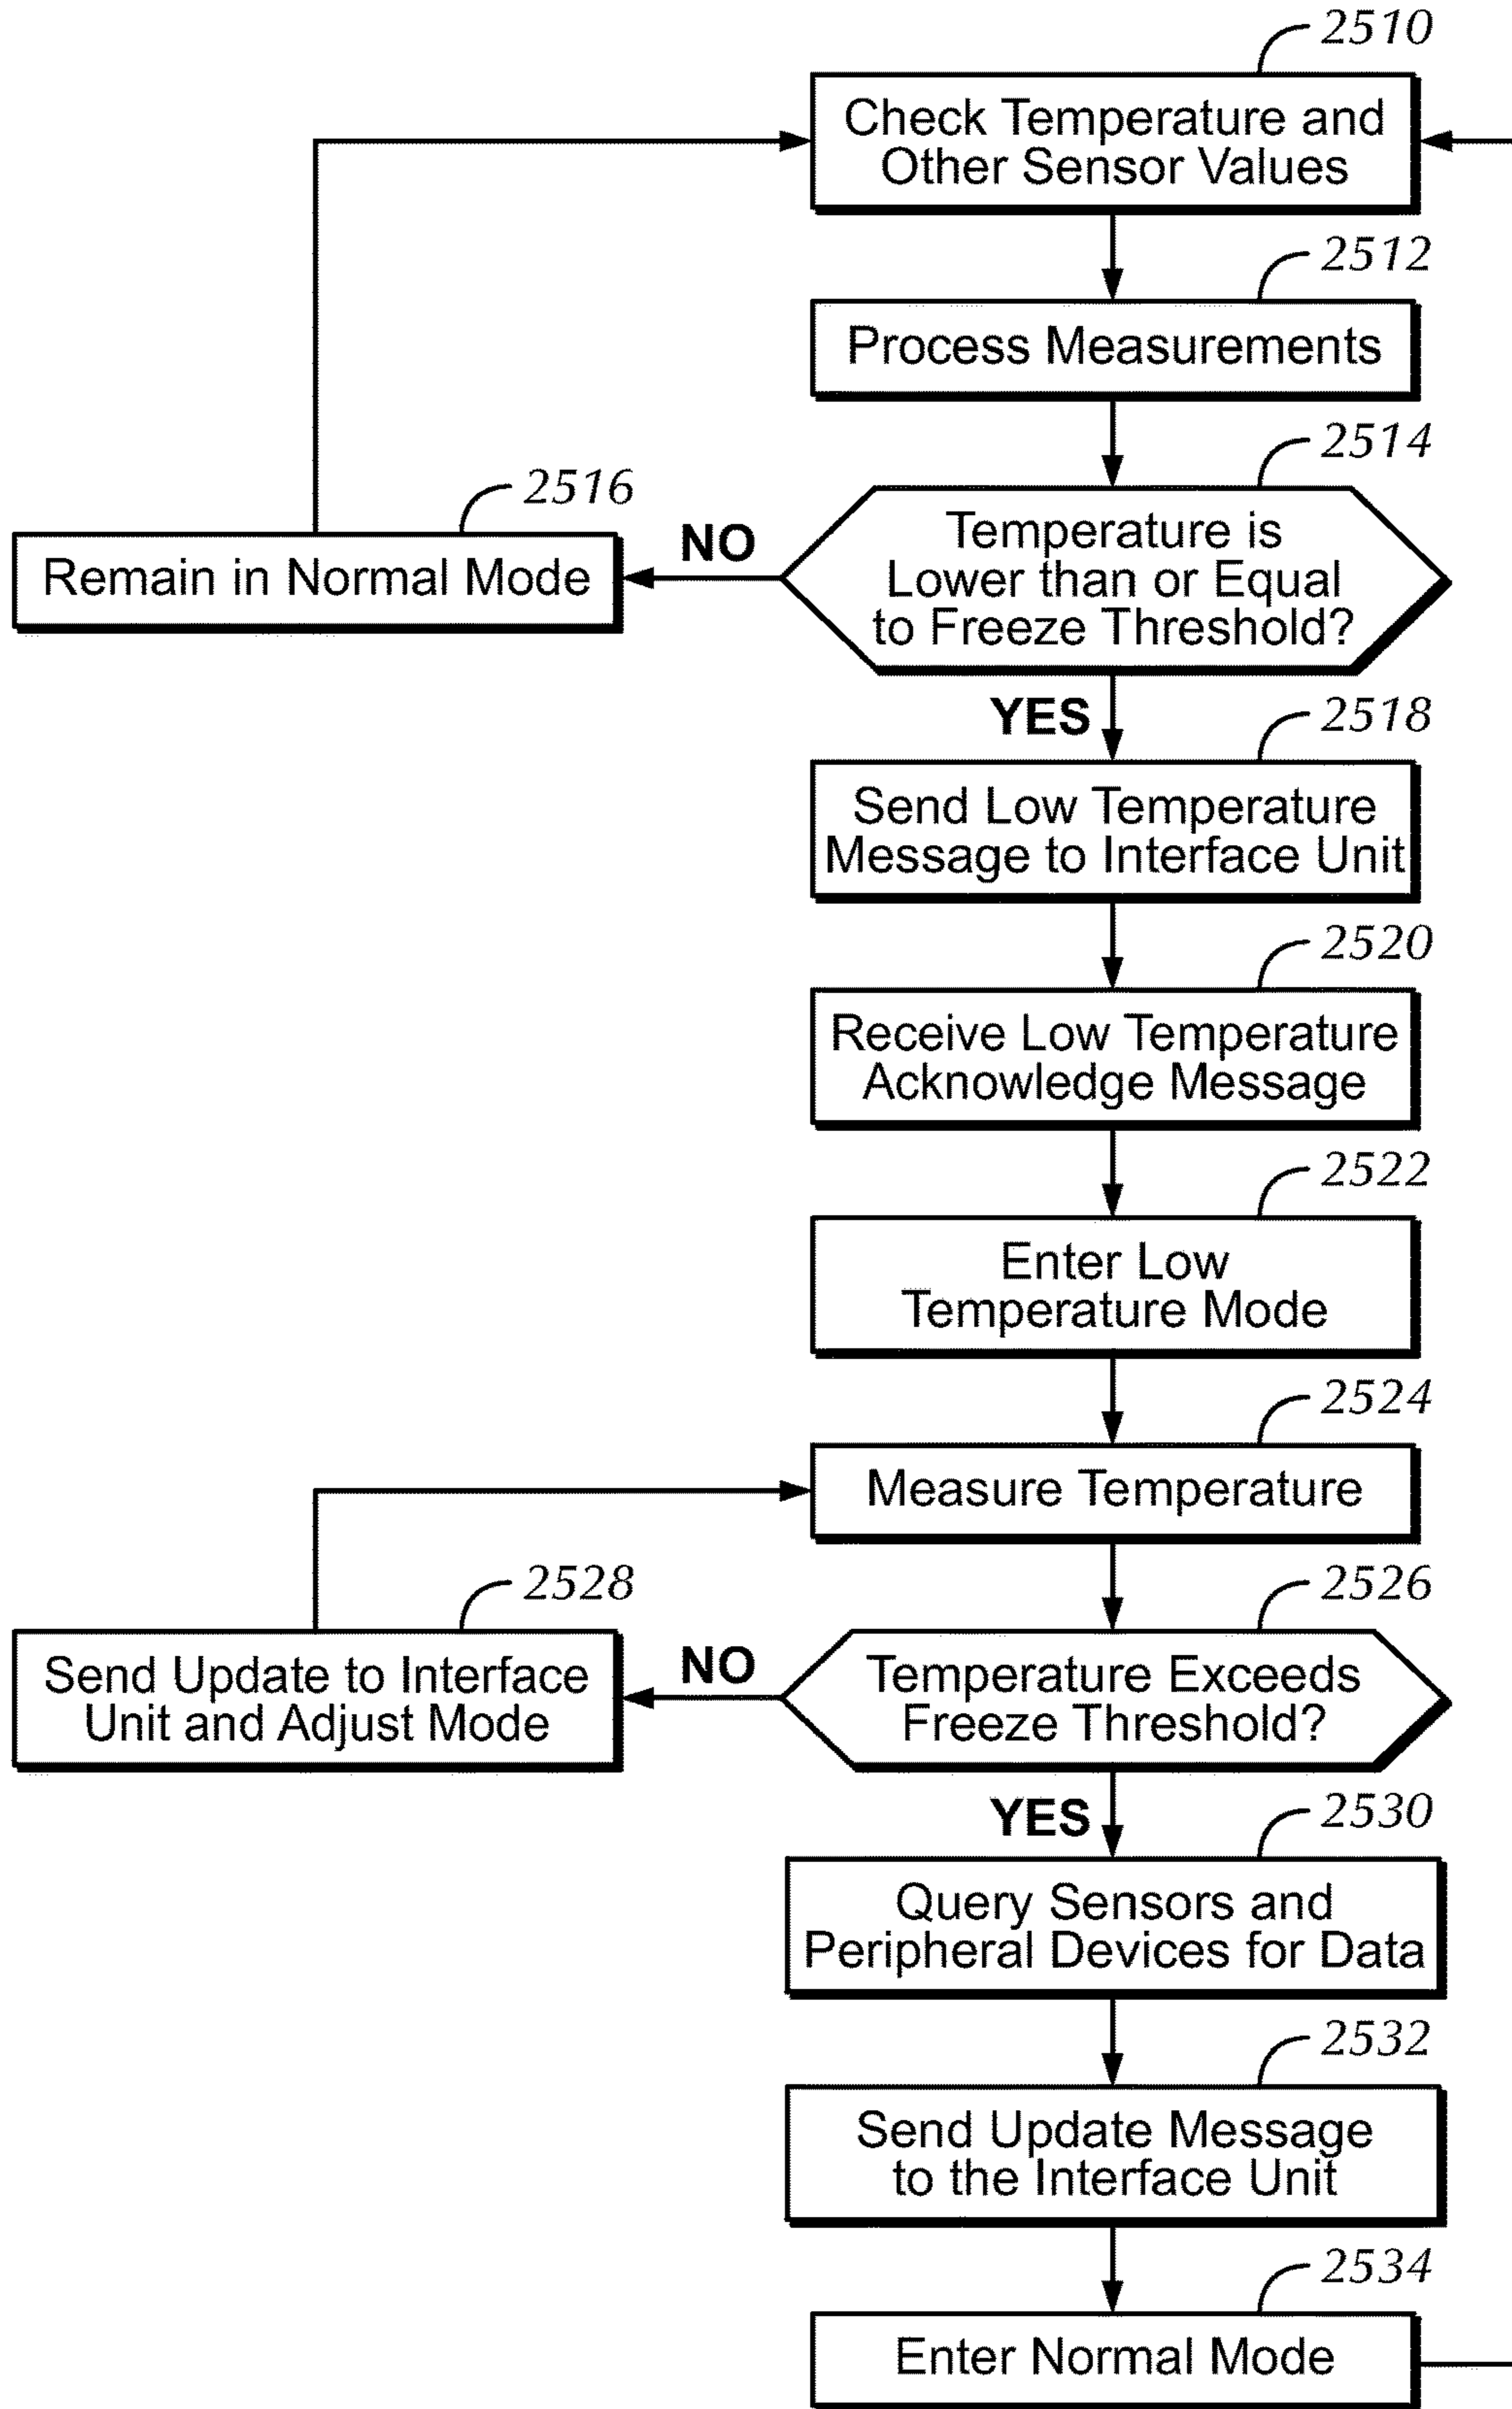 2510
Check Temperature and
Other Sensor Values
2512
Process Measurements
2514
Temperature is
Lower than or Equal
to Freeze Threshold?
NO
2516
Remain in Normal Mode
YES
2518
Send Low Temperature
Message to Interface Unit
2520
Receive Low Temperature
Acknowledge Message
2522
Enter Low
Temperature Mode
2524
Measure Temperature
2526
Temperature Exceeds
Freeze Threshold?
NO
2528
Send Update to Interface
Unit and Adjust Mode
YES
2530
Query Sensors and
Peripheral Devices for Data
2532
Send Update Message
to the Interface Unit
2534
Enter Normal Mode